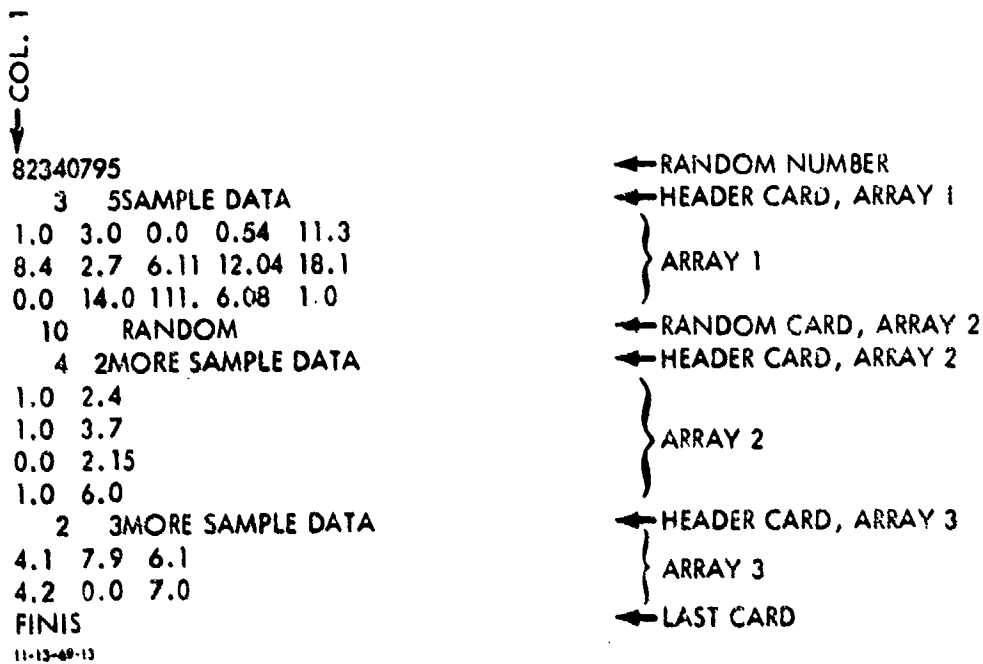 ←COL. 1
82340795 ←RANDOM NUMBER
3 5SAMPLE DATA ←HEADER CARD, ARRAY 1
1.0 3.0 0.0 0.54 11.3
8.4 2.7 6.11 12.04 18.1 ARRAY 1
0.0 14.0 111. 6.08 1.0
10 RANDOM ←RANDOM CARD, ARRAY 2
4 2MORE SAMPLE DATA ←HEADER CARD, ARRAY 2
1.0 2.4
1.0 3.7 ARRAY 2
0.0 2.15
1.0 6.0
2 3MORE SAMPLE DATA ←HEADER CARD, ARRAY 3
4.1 7.9 6.1 ARRAY 3
4.2 0.0 7.0
FINIS ←LAST CARD
11-13-69-13